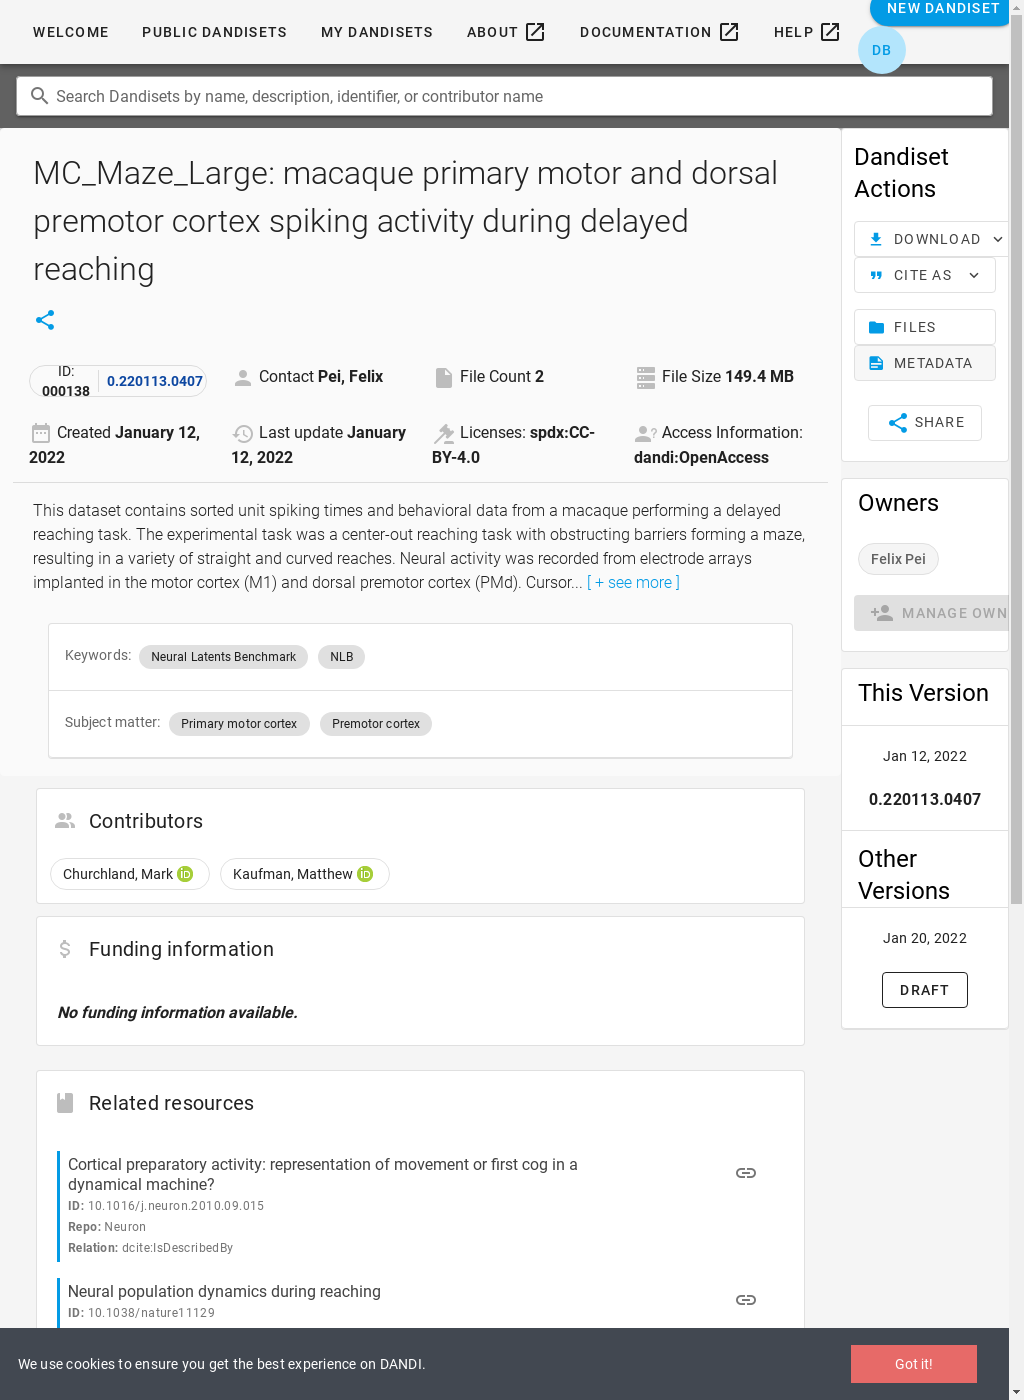 WELCOME PUBLIC DANDISETS MY DANDISETS ABOUT DOCUMENTATION HELP NEW DANDISET
DB
Search Dandisets by name, description, identifier, or contributor name
MC_Maze_Large: macaque primary motor and dorsal
premotor cortex spiking activity during delayed
reaching
ID:
000138
0.220113.0407
Contact Pei, Felix
File Count 2
File Size 149.4 MB
Created January 12,
2022
Last update January
12, 2022
Licenses: spdx:CC-
BY-4.0
Access Information:
dandi:OpenAccess
This dataset contains sorted unit spiking times and behavioral data from a macaque performing a delayed
reaching task. The experimental task was a center-out reaching task with obstructing barriers forming a maze,
resulting in a variety of straight and curved reaches. Neural activity was recorded from electrode arrays
implanted in the motor cortex (M1) and dorsal premotor cortex (PMd). Cursor... [ + see more ]
Keywords: Neural Latents Benchmark NLB
Subject matter: Primary motor cortex Premotor cortex
Contributors
Churchland, Mark iD Kaufman, Matthew iD
Funding information
No funding information available.
Related resources
Cortical preparatory activity: representation of movement or first cog in a
dynamical machine?
ID: 10.1016/j.neuron.2010.09.015
Repo: Neuron
Relation: dcite:IsDescribedBy
Neural population dynamics during reaching
ID: 10.1038/nature11129
Dandiset
Actions
DOWNLOAD
CITE AS
FILES
METADATA
SHARE
Owners
Felix Pei
MANAGE OWN
This Version
Jan 12, 2022
0.220113.0407
Other
Versions
Jan 20, 2022
DRAFT
We use cookies to ensure you get the best experience on DANDI.
Got it!